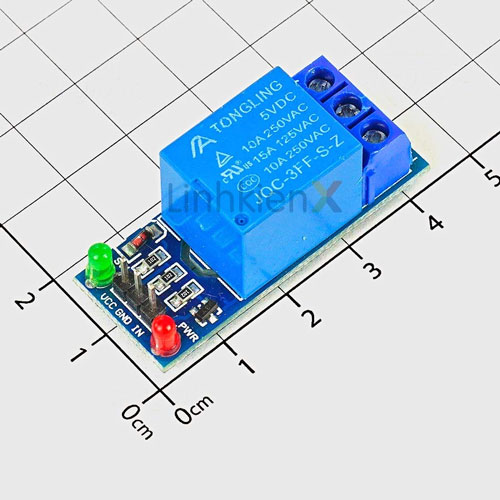 TONGLING
5VDC
10A 250VAC
15A 125VAC
10A 250VAC
JQC-3FF-S-Z
CQC
LinhkienX
VCC GND IN
PWR
2
1
0cm
0cm
1
2
3
4
5